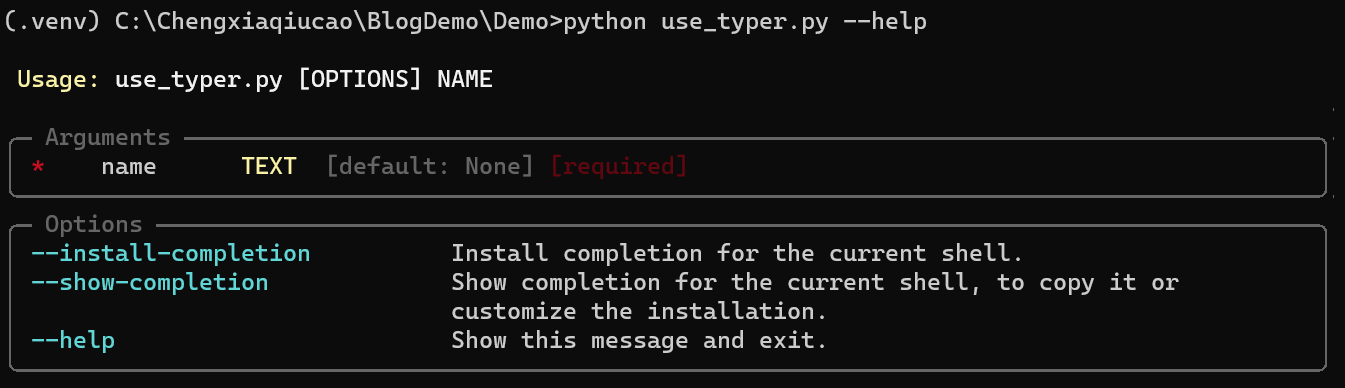 (.venv) C:\Chengxiaqiucao\BlogDemo\Demo>python use_typer.py --help
Usage: use_typer.py [OPTIONS] NAME
Arguments
* name TEXT [default: None] [required]
Options
--install-completion Install completion for the current shell.
--show-completion Show completion for the current shell, to copy it or
customize the installation.
--help Show this message and exit.